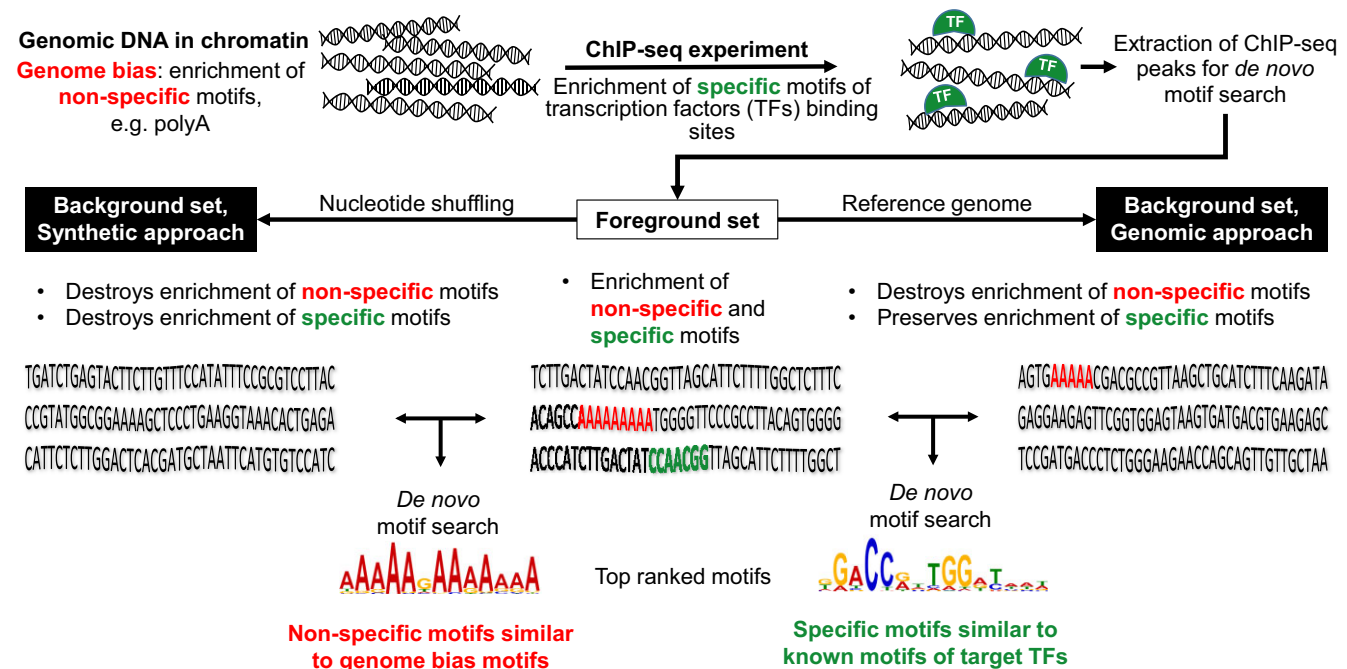 Genomic DNA in chromatin
Genome bias: enrichment of
non-specific motifs,
e.g. polyA
ChIP-seq experiment
Enrichment of specific motifs of
transcription factors (TFs) binding
sites
TF
TF
TF
Extraction of ChIP-seq
peaks for de novo
motif search
Background set,
Synthetic approach
Nucleotide shuffling
Foreground set
Reference genome
Background set,
Genomic approach
• Destroys enrichment of non-specific motifs
• Destroys enrichment of specific motifs
• Enrichment of
non-specific and
specific motifs
• Destroys enrichment of non-specific motifs
• Preserves enrichment of specific motifs
TGATCTGAGTACTTCTTGTTTCCATATTTCCGCGTCCTTAC
CCGTATGGCGGAAAAGCTCCCTGAAGGTAAACACTGAGA
CATTCTCTTGGACTCACGATGCTAATTCATGTGTCCATC
TCTTGACTATCCAACGGTTAGCATTCTTTTGGCTCTTTC
ACAGCCAAAAAAAAATGGGGTTCCCGCCTTACAGTGGGG
ACCCATCTTGACTATCCAACGGTTAGCATTCTTTTGGCT
AGTGAAAAACGACGCCGTTAAGCTGCATCTTTCAAGATA
GAGGAAGAGTTCGGTGGAGTAAGTGATGACGTGAAGAGC
TCCGATGACCCTCTGGGAAGAACCAGCAGTTGTTGCTAA
De novo
motif search
De novo
motif search
AAAAAGAAAAAAA
Top ranked motifs
GGACCGATGGATAAT
Non-specific motifs similar
to genome bias motifs
Specific motifs similar to
known motifs of target TFs